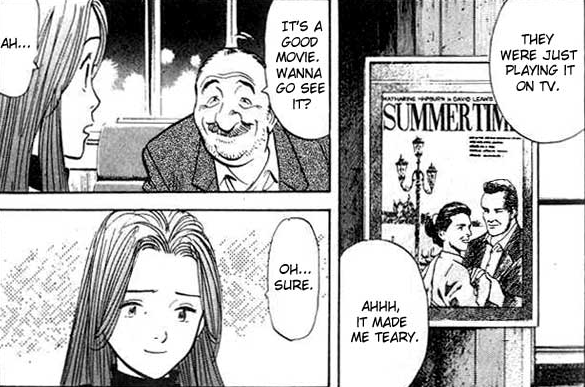 THEY
WERE JUST
PLAYING IT
ON TV.
KATHARINE HAPBURN in DAVID LEAN'S
SUMMERTIM
AHHH,
IT MADE
ME TEARY.
IT'S A
GOOD
MOVIE.
WANNA
GO SEE
IT?
AH...
OH...
SURE.